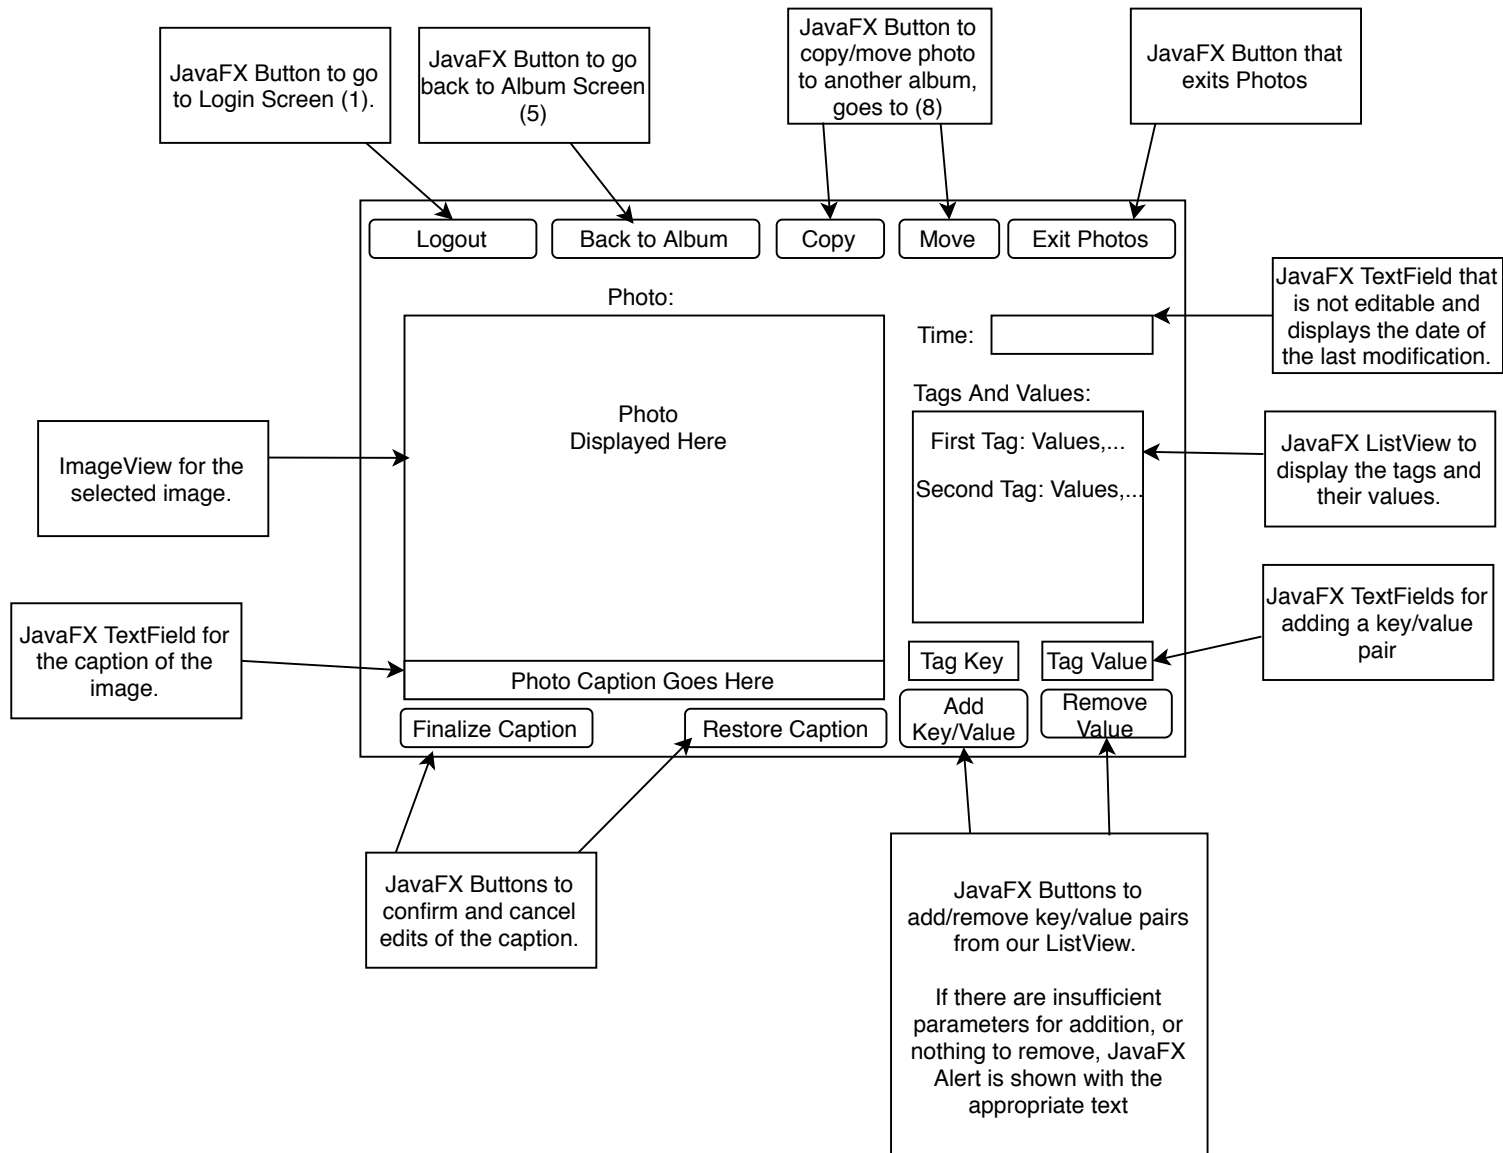 JavaFX Button to go
to Login Screen (1).
JavaFX Button to go
back to Album Screen
(5)
JavaFX Button to
copy/move photo
to another album,
goes to (8)
JavaFX Button that
exits Photos
Logout
Back to Album
Copy
Move
Exit Photos
Photo:
Time:
JavaFX TextField that
is not editable and
displays the date of
the last modification.
Photo
Displayed Here
Tags And Values:
First Tag: Values,...
Second Tag: Values,...
JavaFX ListView to
display the tags and
their values.
ImageView for the
selected image.
JavaFX TextField for
the caption of the
image.
Photo Caption Goes Here
Tag Key
Tag Value
JavaFX TextFields for
adding a key/value
pair
Finalize Caption
Restore Caption
Add
Key/Value
Remove
Value
JavaFX Buttons to
confirm and cancel
edits of the caption.
JavaFX Buttons to
add/remove key/value pairs
from our ListView.
If there are insufficient
parameters for addition, or
nothing to remove, JavaFX
Alert is shown with the
appropriate text